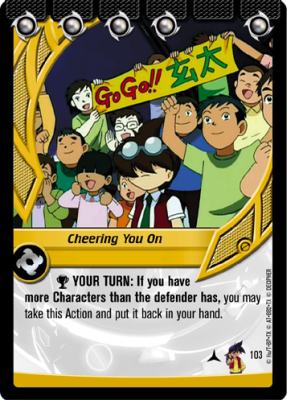 GoGo!! 玄太
Cheering You On
YOUR TURN: If you have
more Characters than the defender has, you may
take this Action and put it back in your hand.
103